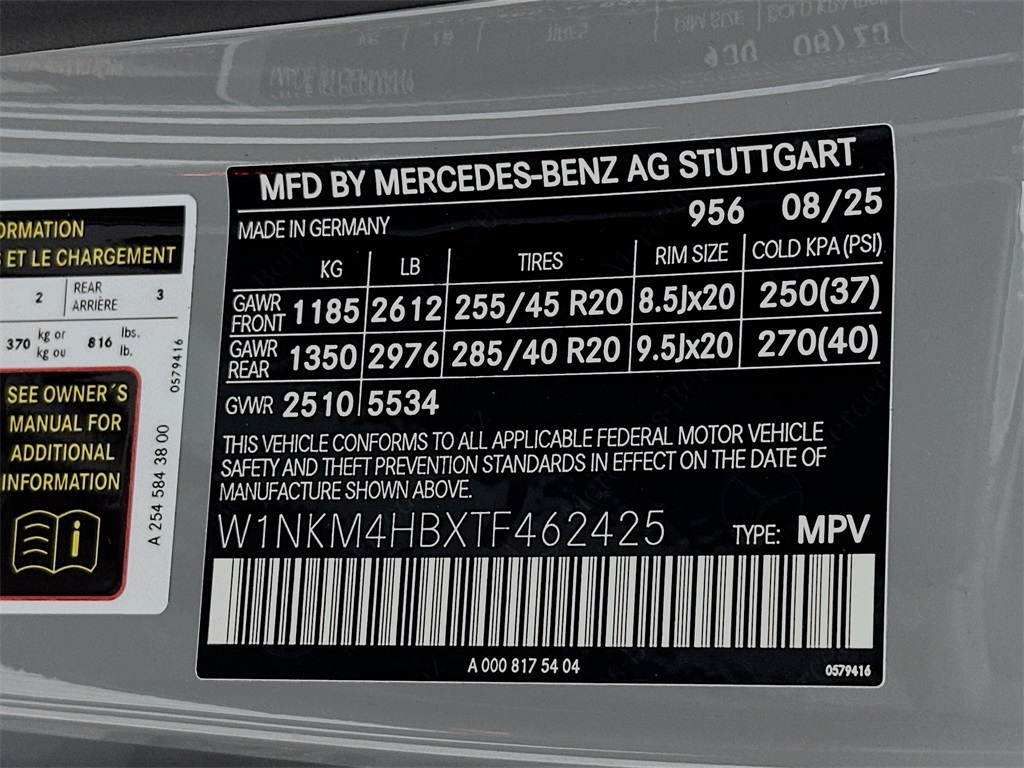 ORMATION
ET LE CHARGEMENT
2 REAR ARRIÈRE 3
370 kg or kg ou 816 lbs. lb.
SEE OWNER´S
MANUAL FOR
ADDITIONAL
INFORMATION
i
A 254 584 38 00
0579416
MFD BY MERCEDES-BENZ AG STUTTGART
MADE IN GERMANY 956 08/25
KG LB TIRES RIM SIZE COLD KPA (PSI)
GAWR FRONT 1185 2612 255/45 R20 8.5Jx20 250(37)
GAWR REAR 1350 2976 285/40 R20 9.5Jx20 270(40)
GVWR 2510 5534
THIS VEHICLE CONFORMS TO ALL APPLICABLE FEDERAL MOTOR VEHICLE
SAFETY AND THEFT PREVENTION STANDARDS IN EFFECT ON THE DATE OF
MANUFACTURE SHOWN ABOVE.
W1NKM4HBXTF462425 TYPE: MPV
A 000 817 54 04
0579416